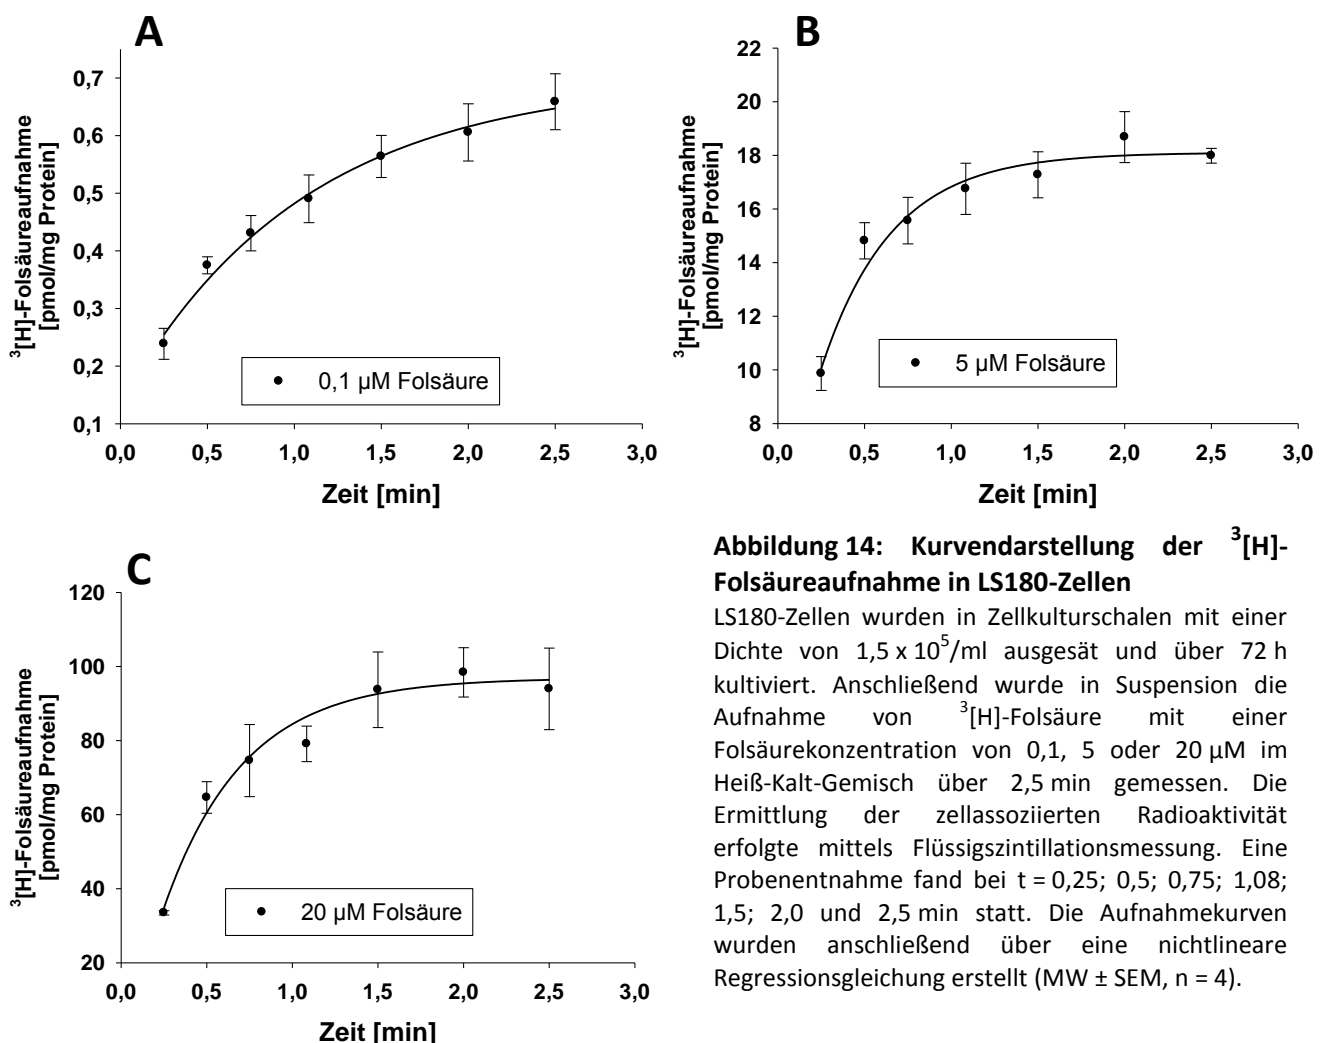 A
³[H]-Folsäureaufnahme
[pmol/mg Protein]
0,7
0,6
0,5
0,4
0,3
0,2
0,1
0,1 µM Folsäure
0,0 0,5 1,0 1,5 2,0 2,5 3,0
Zeit [min]
B
³[H]-Folsäureaufnahme
[pmol/mg Protein]
22
20
18
16
14
12
10
8
5 µM Folsäure
0,0 0,5 1,0 1,5 2,0 2,5 3,0
Zeit [min]
C
³[H]-Folsäureaufnahme
[pmol/mg Protein]
120
100
80
60
40
20
20 µM Folsäure
0,0 0,5 1,0 1,5 2,0 2,5 3,0
Zeit [min]
Abbildung 14: Kurvendarstellung der ³[H]-
Folsäureaufnahme in LS180-Zellen
LS180-Zellen wurden in Zellkulturschalen mit einer
Dichte von 1,5 x 10⁵/ml ausgesät und über 72 h
kultiviert. Anschließend wurde in Suspension die
Aufnahme von ³[H]-Folsäure mit einer
Folsäurekonzentration von 0,1, 5 oder 20 µM im
Heiß-Kalt-Gemisch über 2,5 min gemessen. Die
Ermittlung der zellassoziierten Radioaktivität
erfolgte mittels Flüssigszintillationsmessung. Eine
Probenentnahme fand bei t = 0,25; 0,5; 0,75; 1,08;
1,5; 2,0 und 2,5 min statt. Die Aufnahmekurven
wurden anschließend über eine nichtlineare
Regressionsgleichung erstellt (MW ± SEM, n = 4).